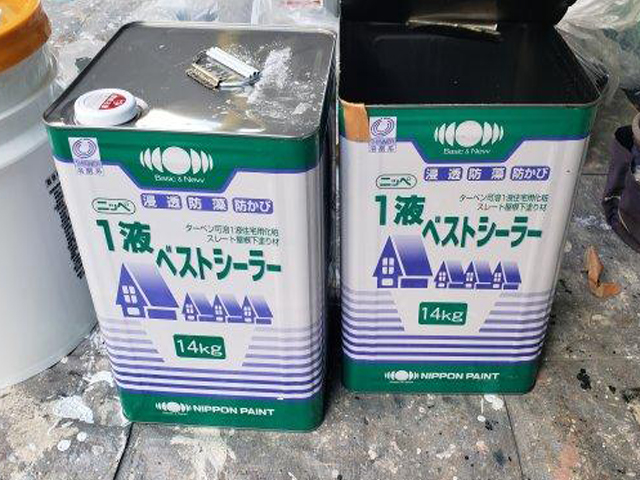 Basic & New
ニッペ 浸透 防藻 防かび
ターペン可溶1液住宅用化粧
スレート屋根下塗り材
1液
ベストシーラー
14kg
NIPPON PAINT
Basic & New
ニッペ 浸透 防藻 防かび
ターペン可溶1液住宅用化粧
スレート屋根下塗り材
1液
ベストシーラー
14kg
NIPPON PAINT